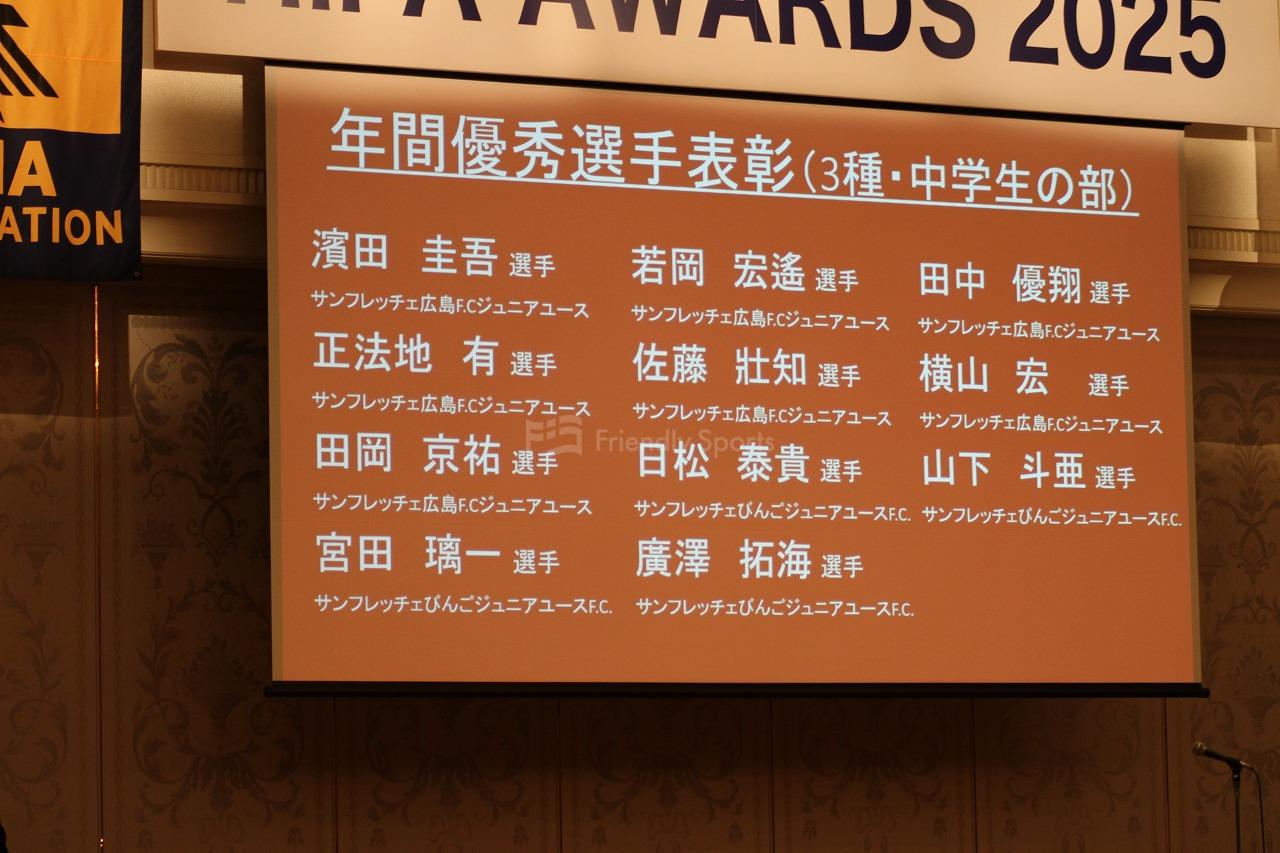 AWARDS 2025
年間優秀選手表彰（3種・中学生の部）
濱田 圭吾 選手 若岡 宏遙 選手 田中 優翔 選手
サンフレッチェ広島F.Cジュニアユース サンフレッチェ広島F.Cジュニアユース サンフレッチェ広島F.Cジュニアユース
正法地 有 選手 佐藤 壯知 選手 横山 宏 選手
サンフレッチェ広島F.Cジュニアユース サンフレッチェ広島F.Cジュニアユース サンフレッチェ広島F.Cジュニアユース
田岡 京祐 選手 日松 泰貴 選手 山下 斗亜 選手
サンフレッチェ広島F.Cジュニアユース サンフレッチェびんごジュニアユースF.C. サンフレッチェびんごジュニアユースF.C.
宮田 璃一 選手 廣澤 拓海 選手
サンフレッチェびんごジュニアユースF.C. サンフレッチェびんごジュニアユースF.C.
Friendly Sports